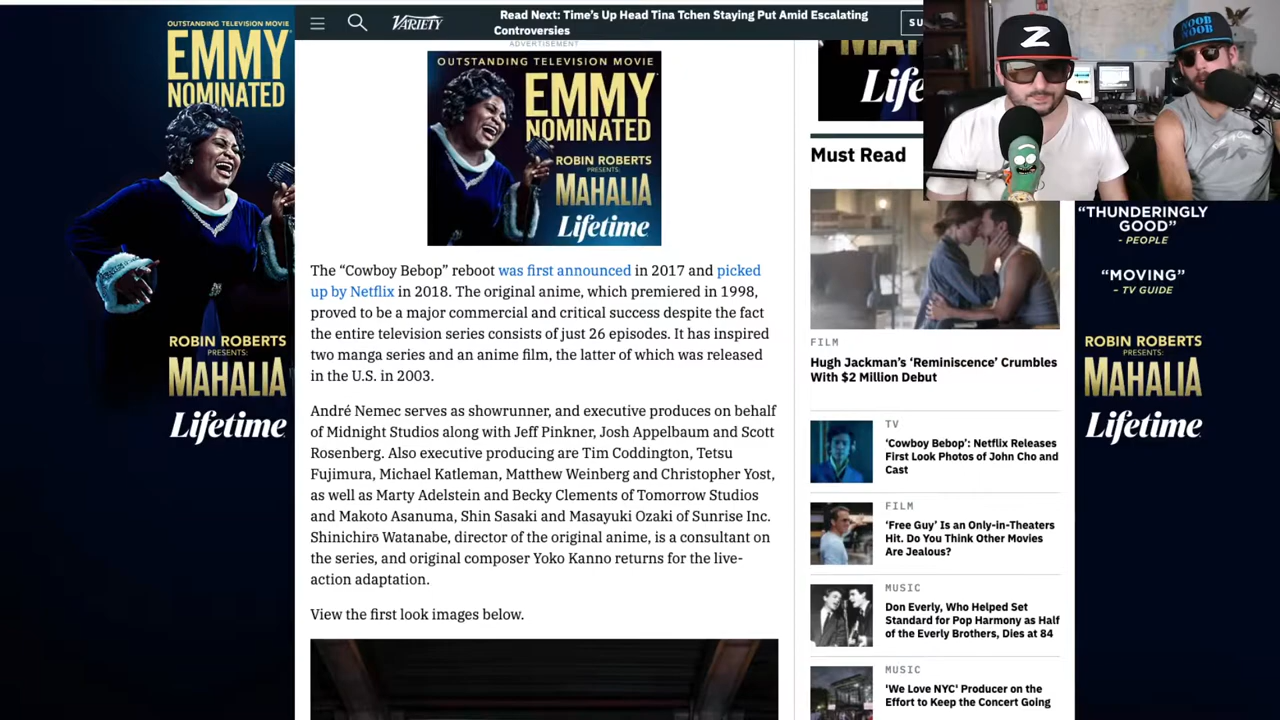 OUTSTANDING TELEVISION MOVIE
EMMY
NOMINATED
ROBIN ROBERTS
PRESENTS:
MAHALIA
Lifetime
VARIETY
Read Next: Time's Up Head Tina Tchen Staying Put Amid Escalating
Controversies
SU
ADVERTISEMENT
OUTSTANDING TELEVISION MOVIE
EMMY
NOMINATED
ROBIN ROBERTS
PRESENTS:
MAHALIA
Lifetime
The “Cowboy Bebop” reboot was first announced in 2017 and picked
up by Netflix in 2018. The original anime, which premiered in 1998,
proved to be a major commercial and critical success despite the fact
the entire television series consists of just 26 episodes. It has inspired
two manga series and an anime film, the latter of which was released
in the U.S. in 2003.
André Nemec serves as showrunner, and executive produces on behalf
of Midnight Studios along with Jeff Pinkner, Josh Appelbaum and Scott
Rosenberg. Also executive producing are Tim Coddington, Tetsu
Fujimura, Michael Katleman, Matthew Weinberg and Christopher Yost,
as well as Marty Adelstein and Becky Clements of Tomorrow Studios
and Makoto Asanuma, Shin Sasaki and Masayuki Ozaki of Sunrise Inc.
Shinichirō Watanabe, director of the original anime, is a consultant on
the series, and original composer Yoko Kanno returns for the live-
action adaptation.
View the first look images below.
Must Read
FILM
Hugh Jackman’s ‘Reminiscence’ Crumbles
With $2 Million Debut
TV
‘Cowboy Bebop’: Netflix Releases
First Look Photos of John Cho and
Cast
FILM
‘Free Guy’ Is an Only-in-Theaters
Hit. Do You Think Other Movies
Are Jealous?
MUSIC
Don Everly, Who Helped Set
Standard for Pop Harmony as Half
of the Everly Brothers, Dies at 84
MUSIC
'We Love NYC' Producer on the
Effort to Keep the Concert Going
Z
NOOB
NOOB
“THUNDERINGLY
GOOD”
- PEOPLE
“MOVING”
- TV GUIDE
ROBIN ROBERTS
PRESENTS:
MAHALIA
Lifetime